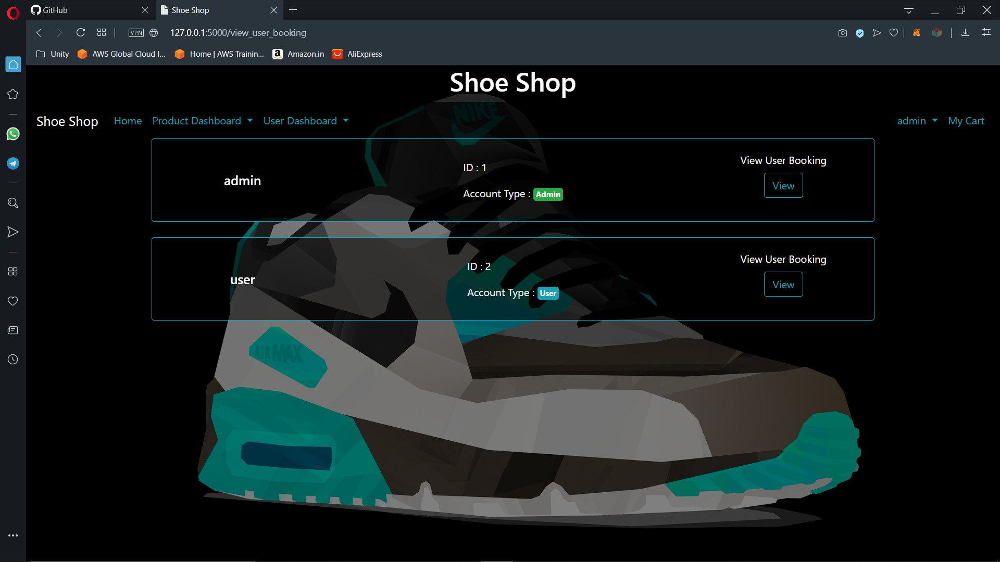 GitHub
Shoe Shop
VPN
127.0.0.1:5000/view_user_booking
Unity
AWS Global Cloud I...
Home | AWS Trainin...
Amazon.in
AliExpress
Shoe Shop
NIKE
Shoe Shop
Home
Product Dashboard
User Dashboard
admin
My Cart
admin
ID : 1
Account Type : Admin
View User Booking
View
user
ID : 2
Account Type : User
View User Booking
View
AIR MAX